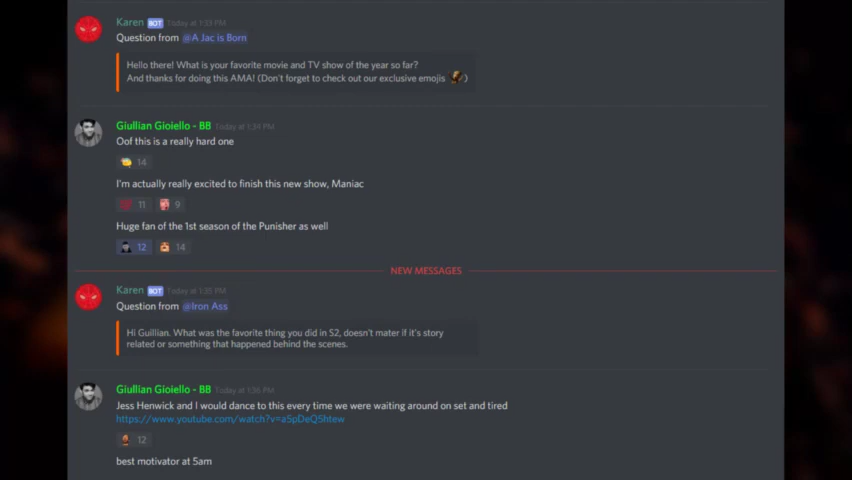 Karen BOT Today at 1:33 PM
Question from @A Jac is Born
Hello there! What is your favorite movie and TV show of the year so far?
And thanks for doing this AMA! (Don't forget to check out our exclusive emojis )
Giullian Gioiello - BB Today at 1:34 PM
Oof this is a really hard one
14
I'm actually really excited to finish this new show, Maniac
11 9
Huge fan of the 1st season of the Punisher as well
12 14
NEW MESSAGES
Karen BOT Today at 1:35 PM
Question from @Iron Ass
Hi Guillian. What was the favorite thing you did in S2, doesn't mater if it's story
related or something that happened behind the scenes.
Giullian Gioiello - BB Today at 1:36 PM
Jess Henwick and I would dance to this every time we were waiting around on set and tired
https://www.youtube.com/watch?v=a5pDeQ5htew
12
best motivator at 5am